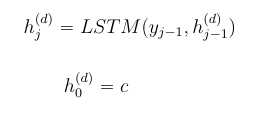 $h_j^{(d)} = LSTM(y_{j-1}, h_{j-1}^{(d)})$
$h_0^{(d)} = c$